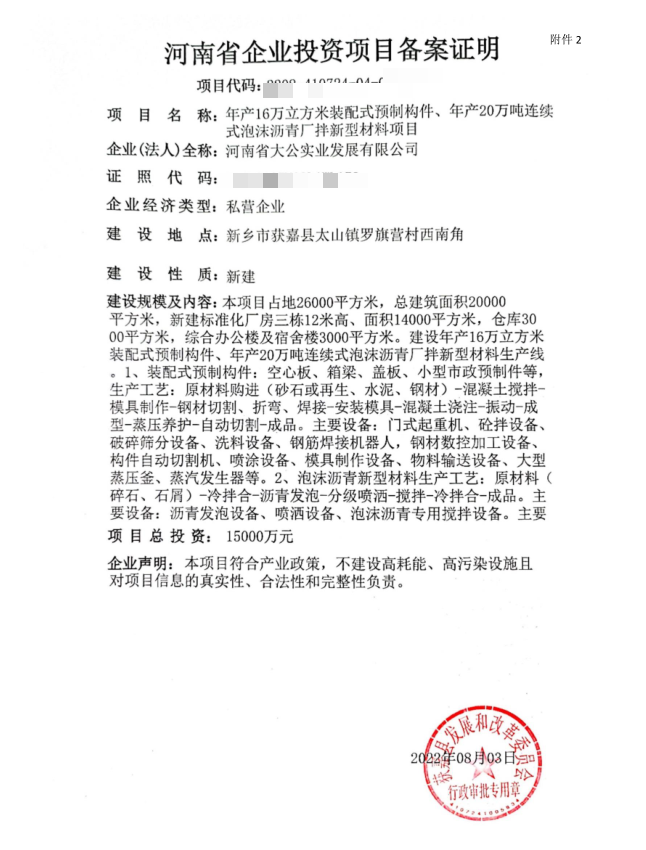 附件2
河南省企业投资项目备案证明
项目代码：
项目名称：年产16万立方米装配式预制构件、年产20万吨连续
式泡沫沥青厂拌新型材料项目
企业(法人)全称：河南省大公实业发展有限公司
证照代码：
企业经济类型：私营企业
建设地点：新乡市获嘉县太山镇罗旗营村西南角
建设性质：新建
建设规模及内容：本项目占地26000平方米，总建筑面积20000
平方米，新建标准化厂房三栋12米高、面积14000平方米，仓库30
00平方米，综合办公楼及宿舍楼3000平方米。建设年产16万立方米
装配式预制构件、年产20万吨连续式泡沫沥青厂拌新型材料生产线
。1、装配式预制构件：空心板、箱梁、盖板、小型市政预制件等，
生产工艺：原材料购进（砂石或再生、水泥、钢材）-混凝土搅拌-
模具制作-钢材切割、折弯、焊接-安装模具-混凝土浇注-振动-成
型-蒸压养护-自动切割-成品。主要设备：门式起重机、砼拌设备、
破碎筛分设备、洗料设备、钢筋焊接机器人，钢材数控加工设备、
构件自动切割机、喷涂设备、模具制作设备、物料输送设备、大型
蒸压釜、蒸汽发生器等。2、泡沫沥青新型材料生产工艺：原材料（
碎石、石屑）-冷拌合-沥青发泡-分级喷洒-搅拌-冷拌合-成品。主
要设备：沥青发泡设备、喷洒设备、泡沫沥青专用搅拌设备。主要
项目总投资：15000万元
企业声明：本项目符合产业政策，不建设高耗能、高污染设施且
对项目信息的真实性、合法性和完整性负责。
获嘉县发展和改革委员会
2022年08月03日
行政审批专用章